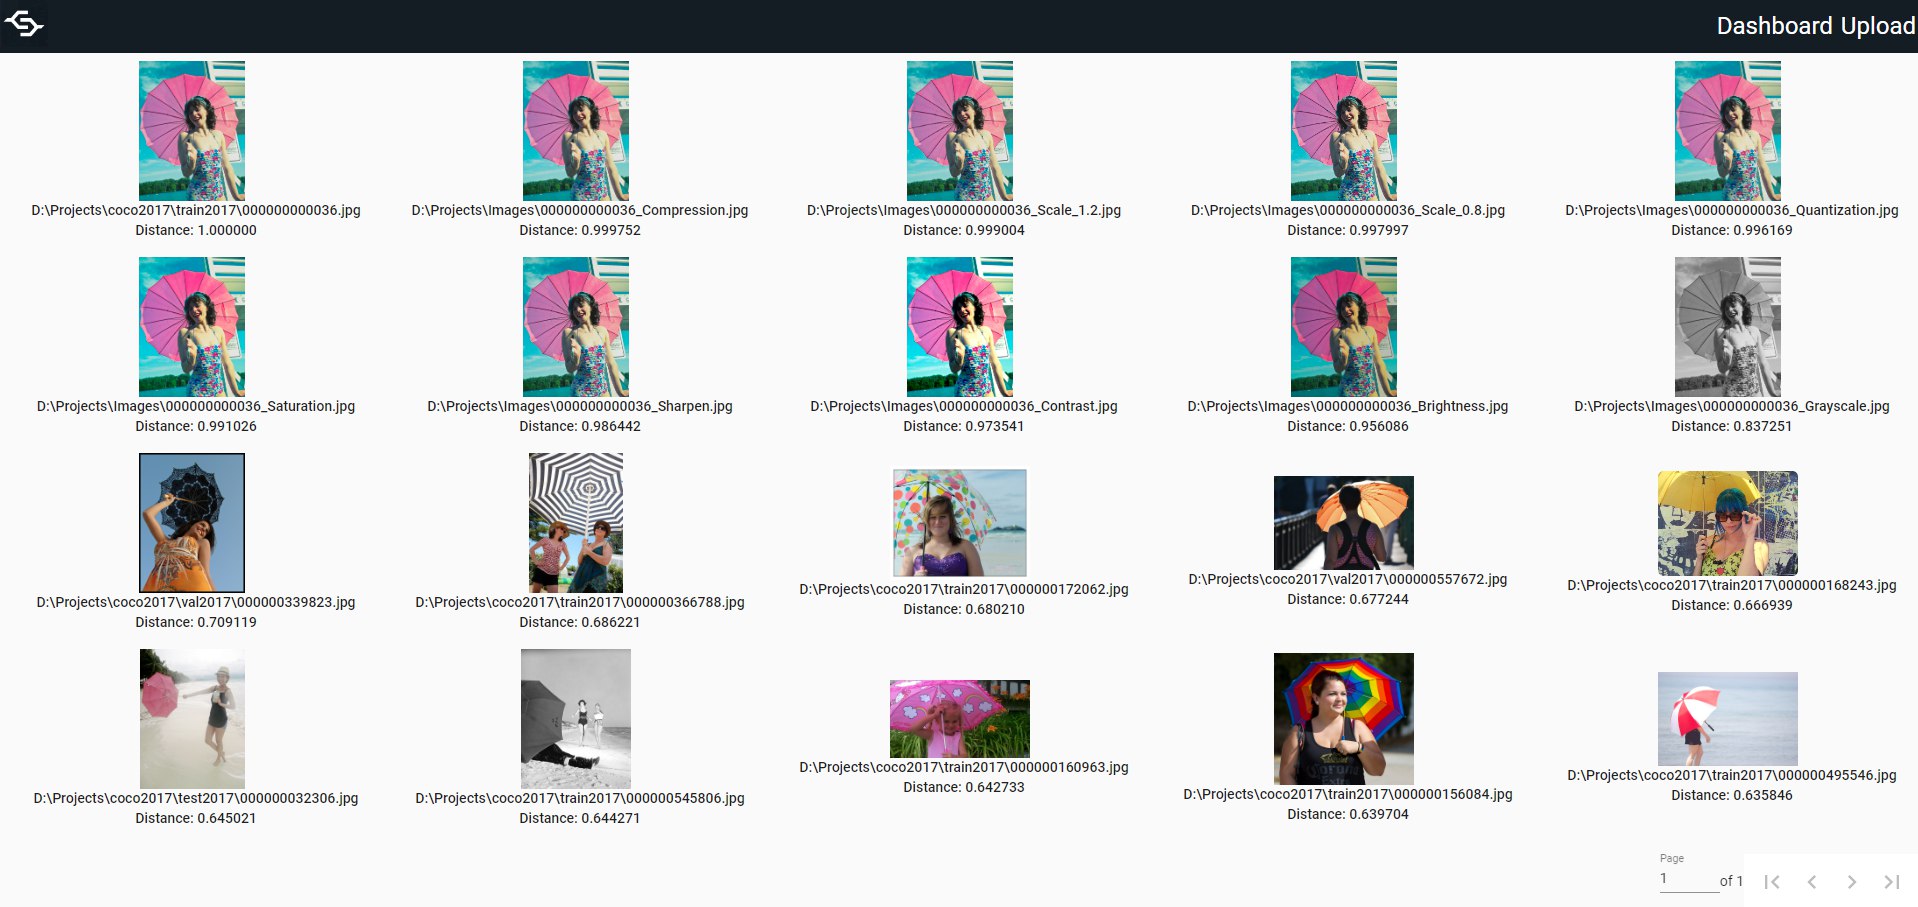 Dashboard Upload
D:\Projects\coco2017\train2017\000000000036.jpg
Distance: 1.000000
D:\Projects\Images\000000000036_Compression.jpg
Distance: 0.999752
D:\Projects\Images\000000000036_Scale_1.2.jpg
Distance: 0.999004
D:\Projects\Images\000000000036_Scale_0.8.jpg
Distance: 0.997997
D:\Projects\Images\000000000036_Quantization.jpg
Distance: 0.996169
D:\Projects\Images\000000000036_Saturation.jpg
Distance: 0.991026
D:\Projects\Images\000000000036_Sharpen.jpg
Distance: 0.986442
D:\Projects\Images\000000000036_Contrast.jpg
Distance: 0.973541
D:\Projects\Images\000000000036_Brightness.jpg
Distance: 0.956086
D:\Projects\Images\000000000036_Grayscale.jpg
Distance: 0.837251
D:\Projects\coco2017\val2017\000000339823.jpg
Distance: 0.709119
D:\Projects\coco2017\train2017\000000366788.jpg
Distance: 0.686221
D:\Projects\coco2017\train2017\000000172062.jpg
Distance: 0.680210
D:\Projects\coco2017\val2017\000000557672.jpg
Distance: 0.677244
D:\Projects\coco2017\train2017\000000168243.jpg
Distance: 0.666939
D:\Projects\coco2017\test2017\000000032306.jpg
Distance: 0.645021
D:\Projects\coco2017\train2017\000000545806.jpg
Distance: 0.644271
D:\Projects\coco2017\train2017\000000160963.jpg
Distance: 0.642733
Corona
Extra
D:\Projects\coco2017\train2017\000000156084.jpg
Distance: 0.639704
D:\Projects\coco2017\train2017\000000495546.jpg
Distance: 0.635846
Page
1 of 1